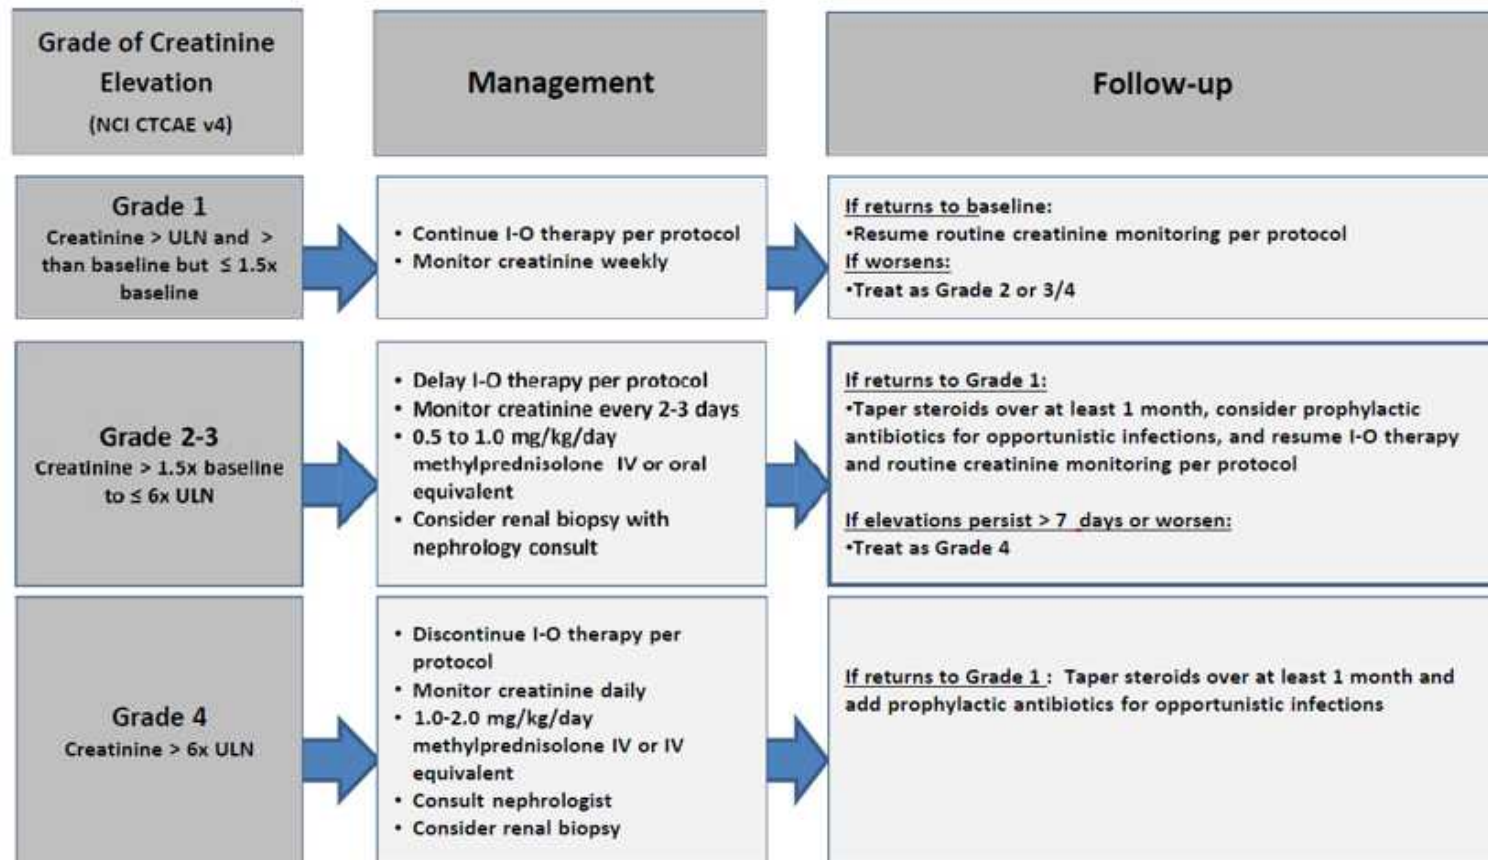 Grade of Creatinine
Elevation
(NCI CTCAE v4)
Management
Follow-up
Grade 1
Creatinine > ULN and >
than baseline but ≤ 1.5x
baseline
• Continue I-O therapy per protocol
• Monitor creatinine weekly
If returns to baseline:
•Resume routine creatinine monitoring per protocol
If worsens:
•Treat as Grade 2 or 3/4
Grade 2-3
Creatinine > 1.5x baseline
to ≤ 6x ULN
• Delay I-O therapy per protocol
• Monitor creatinine every 2-3 days
• 0.5 to 1.0 mg/kg/day
methylprednisolone IV or oral
equivalent
• Consider renal biopsy with
nephrology consult
If returns to Grade 1:
•Taper steroids over at least 1 month, consider prophylactic
antibiotics for opportunistic infections, and resume I-O therapy
and routine creatinine monitoring per protocol
If elevations persist > 7 days or worsen:
•Treat as Grade 4
Grade 4
Creatinine > 6x ULN
• Discontinue I-O therapy per
protocol
• Monitor creatinine daily
• 1.0-2.0 mg/kg/day
methylprednisolone IV or IV
equivalent
• Consult nephrologist
• Consider renal biopsy
If returns to Grade 1 : Taper steroids over at least 1 month and
add prophylactic antibiotics for opportunistic infections